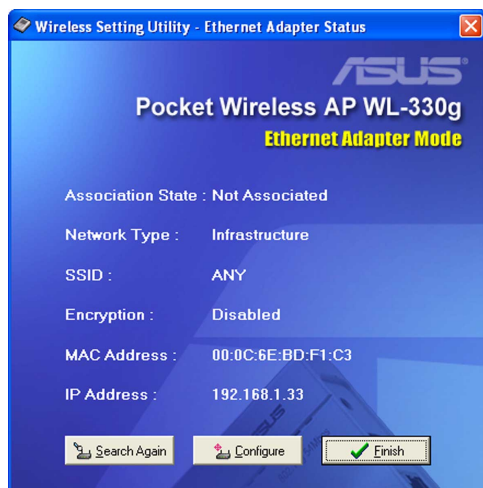 Wireless Setting Utility - Ethernet Adapter Status
ASUS
Pocket Wireless AP WL-330g
Ethernet Adapter Mode
Association State : Not Associated
Network Type : Infrastructure
SSID : ANY
Encryption : Disabled
MAC Address : 00:0C:6E:BD:F1:C3
IP Address : 192.168.1.33
Search Again Configure Finish